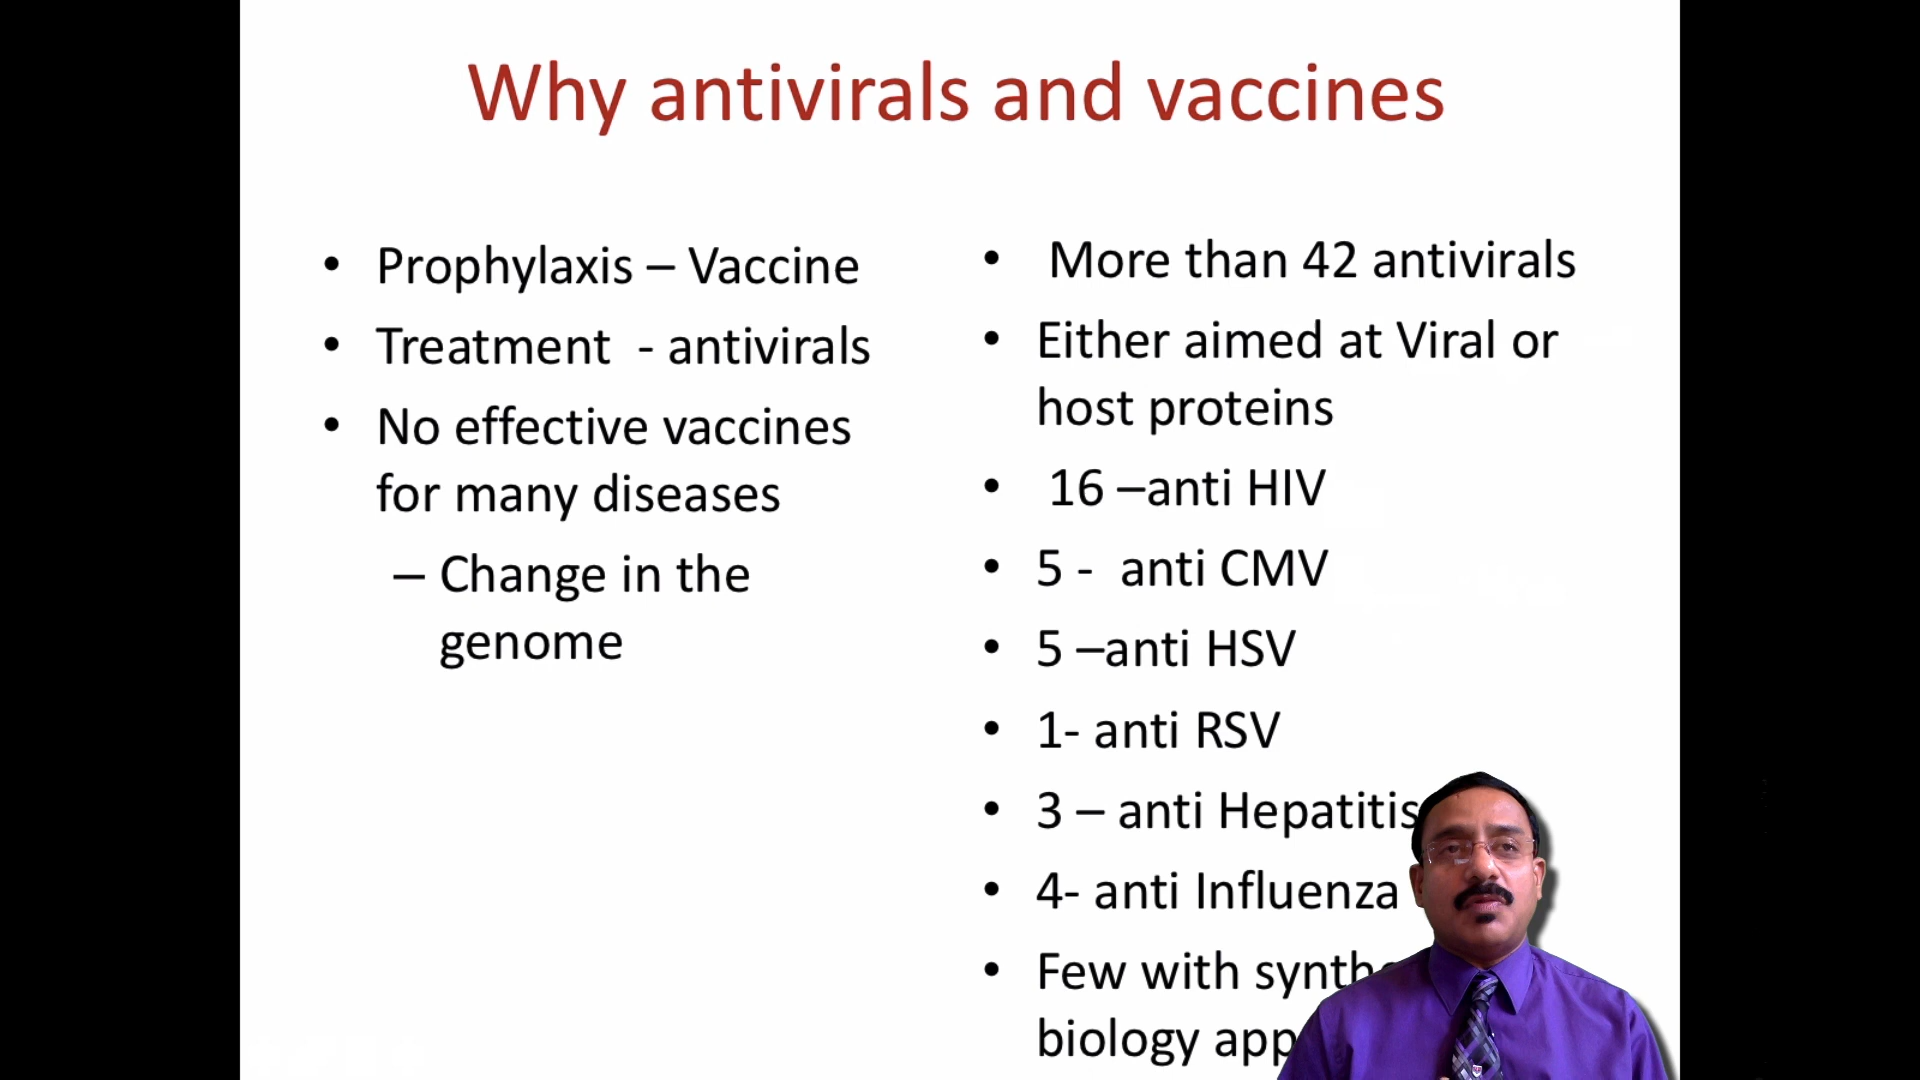 Why antivirals and vaccines
• Prophylaxis – Vaccine
• Treatment - antivirals
• No effective vaccines
for many diseases
– Change in the
genome
• More than 42 antivirals
• Either aimed at Viral or
host proteins
• 16 –anti HIV
• 5 - anti CMV
• 5 –anti HSV
• 1- anti RSV
• 3 – anti Hepatitis
• 4- anti Influenza
• Few with
biology